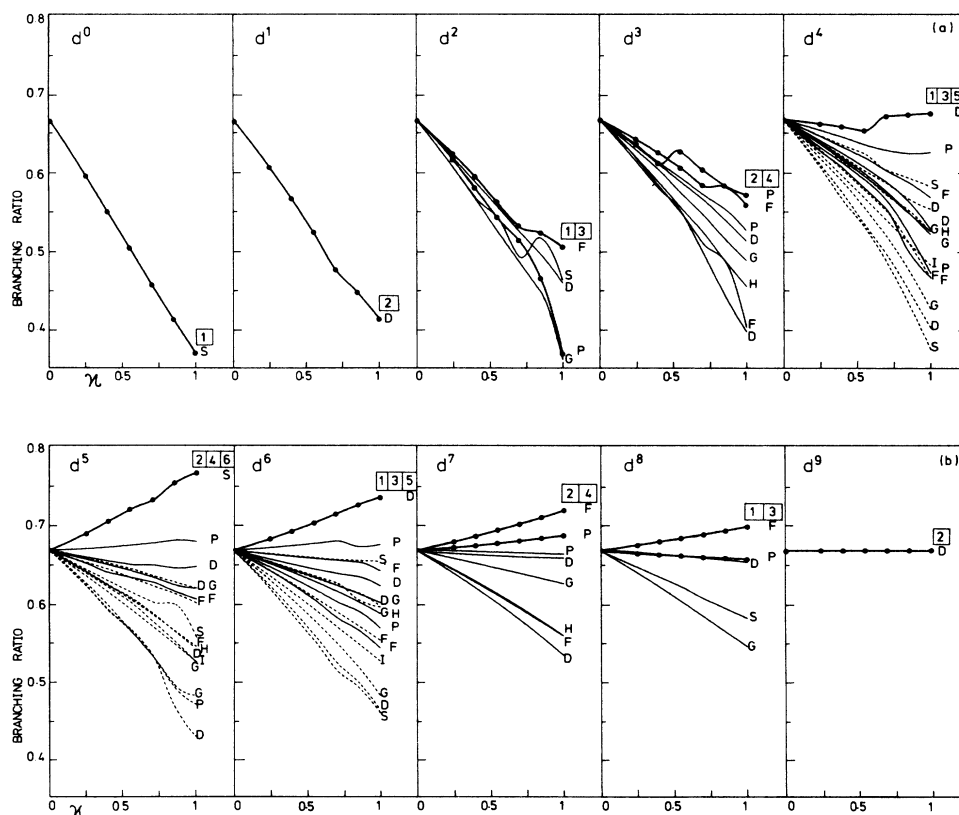 0.8
d⁰ d¹ d² d³ d⁴ (a)
0.7
0.6
0.5
0.4
BRANCHING RATIO
1
S
2
D
1 3
F
S
D
P
G
2 4
P
F
P
D
G
H
F
D
1 3 5
D
P
S
F
D
D
G H
G
I P
F F
G
D
S
0 0.5 1 0 0.5 1 0 0.5 1 0 0.5 1 0.5 1
ϰ
0.8
d⁵ d⁶ d⁷ d⁸ d⁹ (b)
0.7
0.6
0.5
0.4
BRANCHING RATIO
2 4 6
S
P
D
D G
F F
S
F
H
D
I
G
G
P
D
1 3 5
D
P
S
F
D
D G
G H
P
F
F
I
G
D
S
2 4
F
P
P
D
G
H
F
D
1 3
F
P
D
S
G
2
D
0 0.5 1 0 0.5 1 0 0.5 1 0 0.5 1 0 0.5 1
ϰ